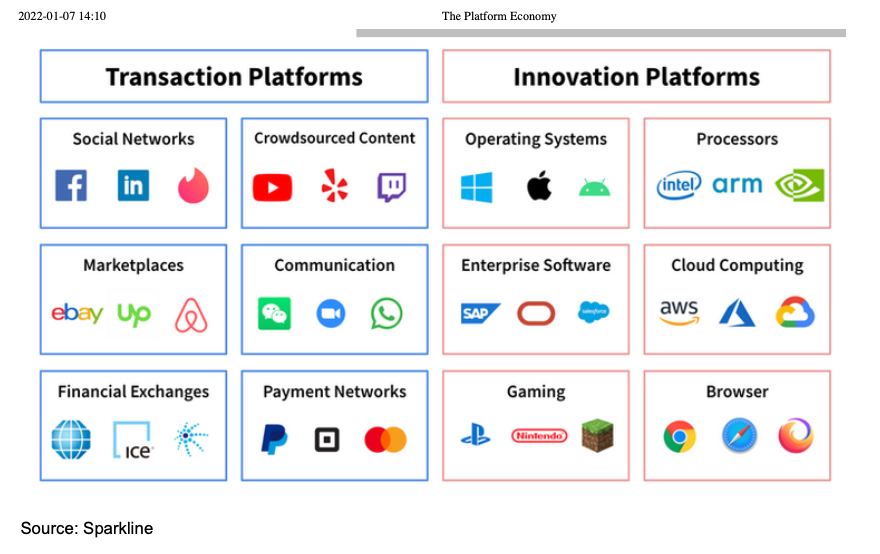 2022-01-07 14:10 The Platform Economy
Transaction Platforms
Innovation Platforms
Social Networks
Crowdsourced Content
Operating Systems
Processors
f
in
intel
arm
Marketplaces
Communication
Enterprise Software
Cloud Computing
ebay
up
SAP
salesforce
aws
Financial Exchanges
Payment Networks
Gaming
Browser
ICE
Nintendo
Source: Sparkline